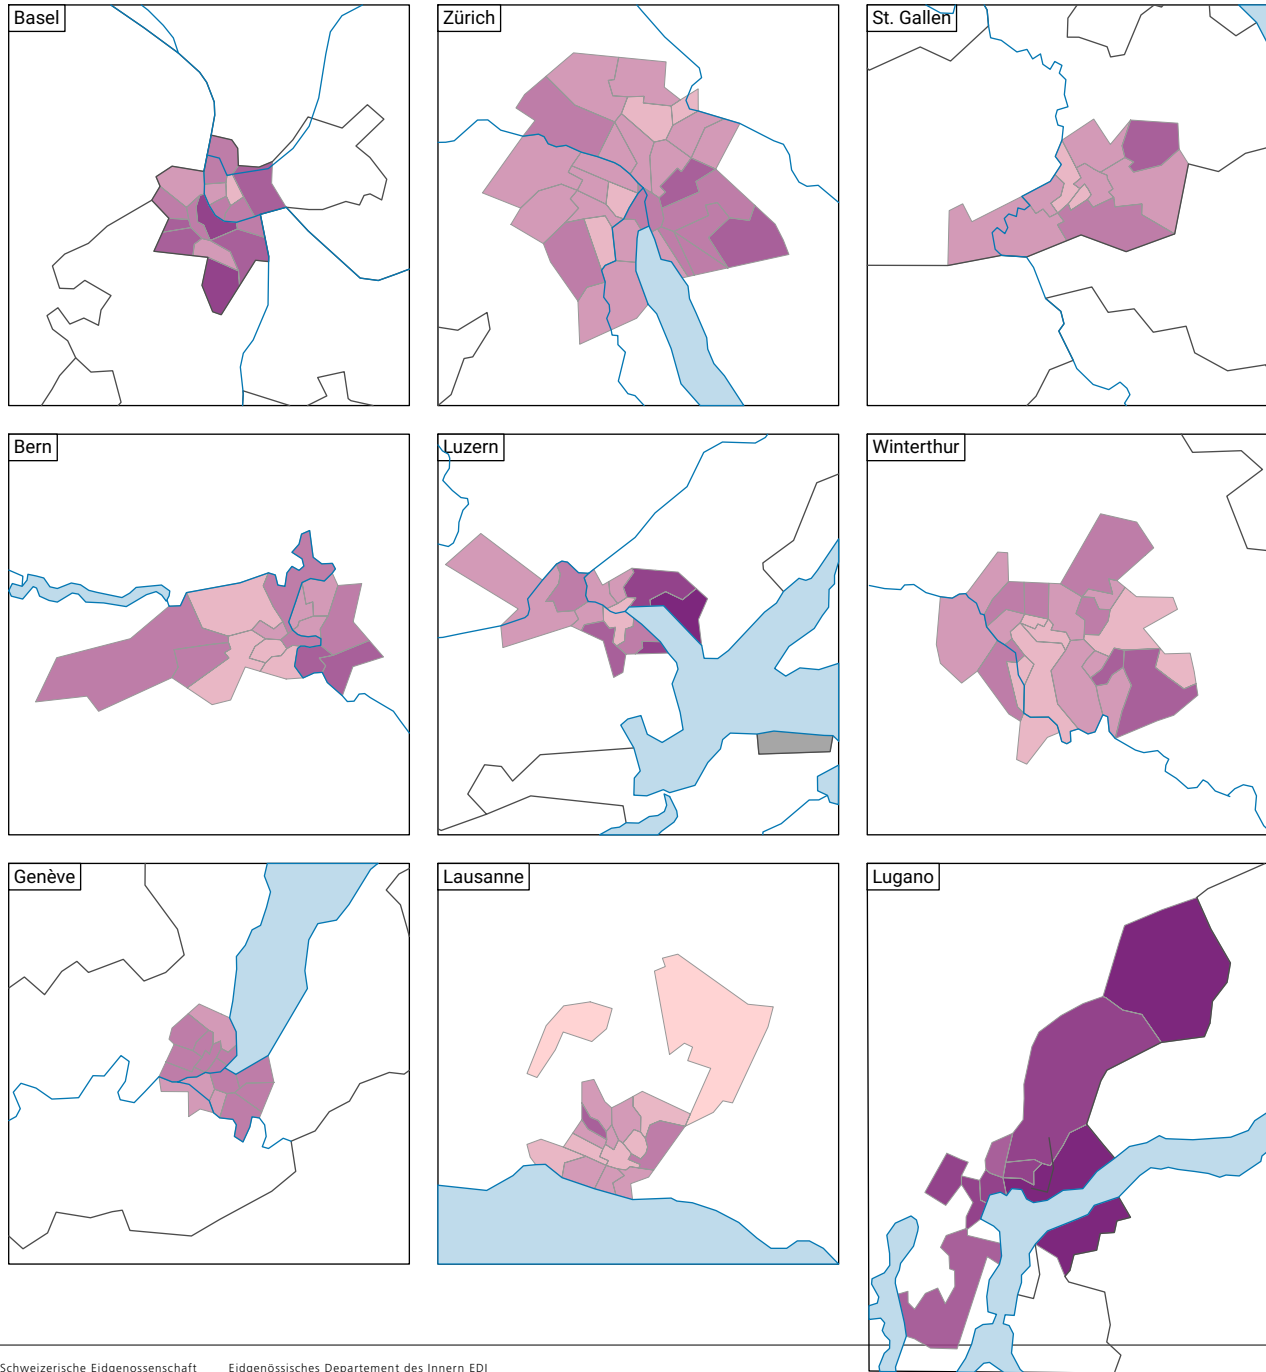 Basel
Zürich
St. Gallen
Bern
Luzern
Winterthur
Genève
Lausanne
Lugano
Schweizerische Eidgenossenschaft Eidgenössisches Departement des Innern EDI